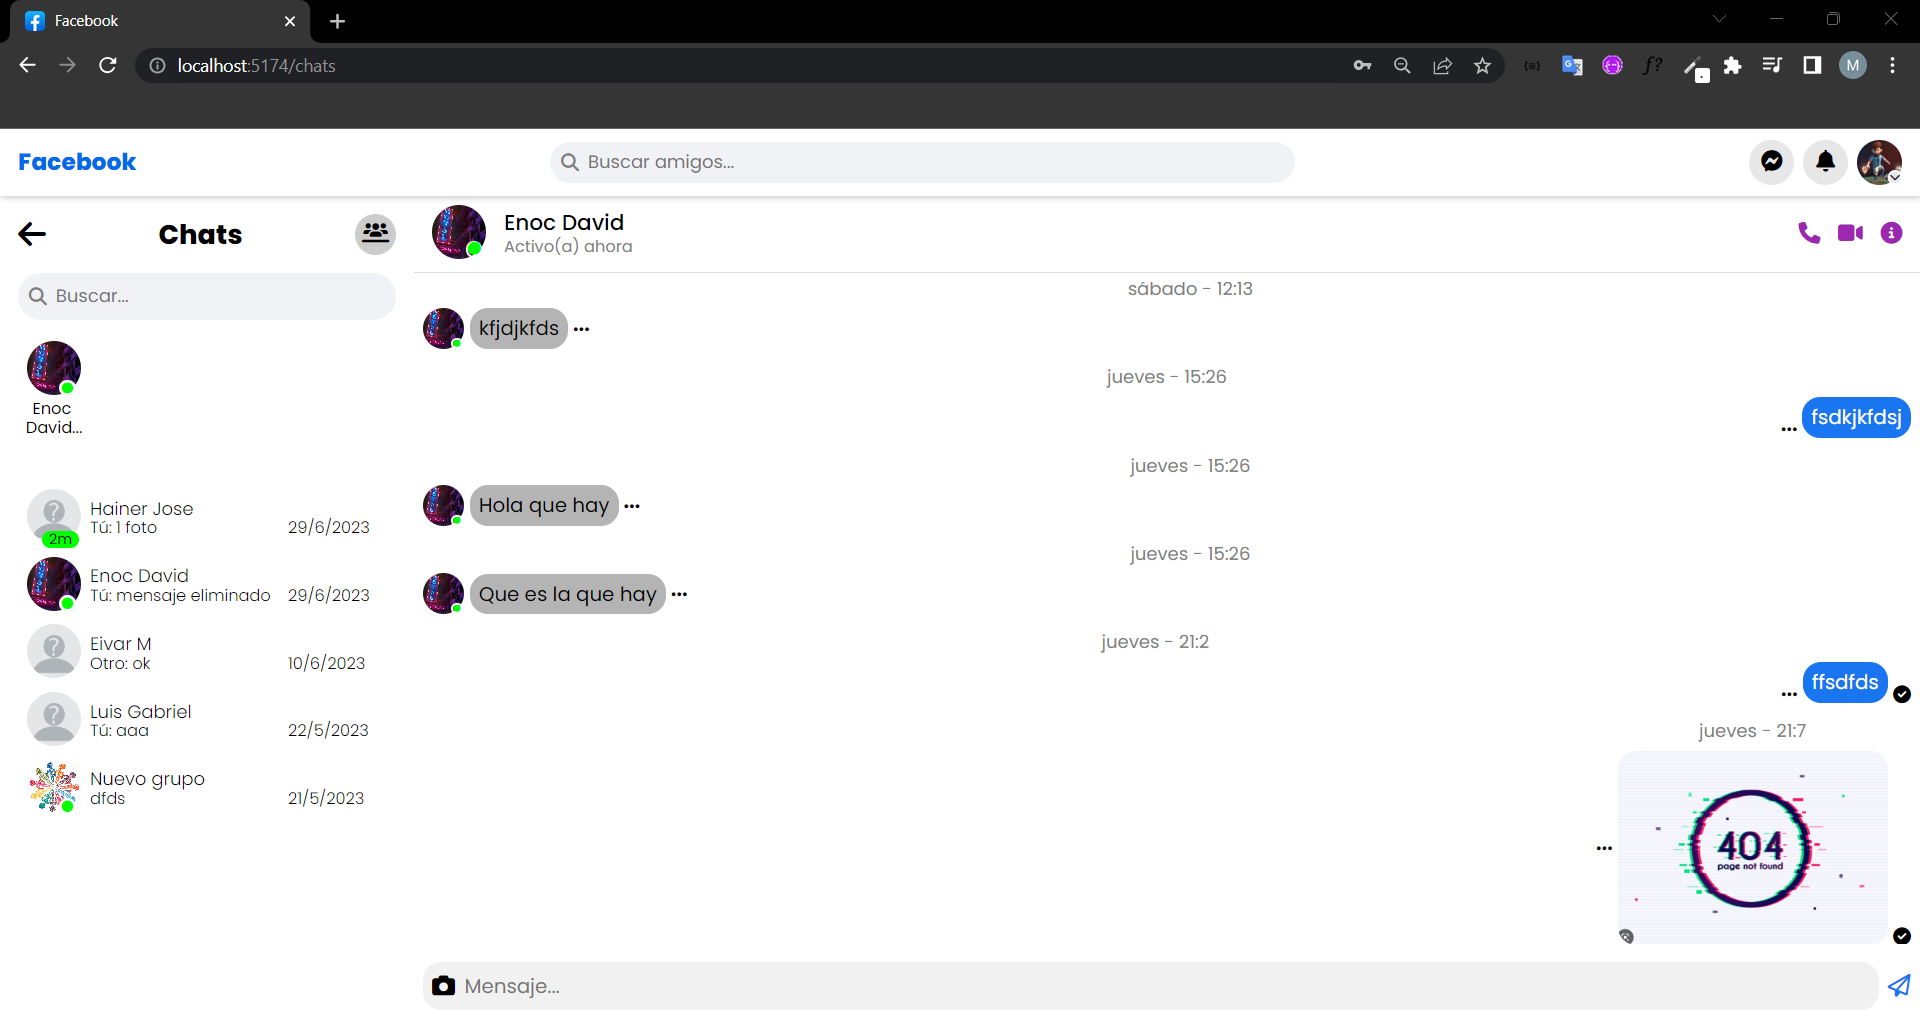 Facebook
localhost:5174/chats
M
Facebook
Buscar amigos...
Chats
Buscar...
Enoc
David...
Hainer Jose
Tú: 1 foto
29/6/2023
2m
Enoc David
Tú: mensaje eliminado
29/6/2023
Eivar M
Otro: ok
10/6/2023
Luis Gabriel
Tú: aaa
22/5/2023
Nuevo grupo
dfds
21/5/2023
Enoc David
Activo(a) ahora
sábado - 12:13
kfjdjkfds
jueves - 15:26
fsdkjkfdsj
jueves - 15:26
Hola que hay
jueves - 15:26
Que es la que hay
jueves - 21:2
ffsdfds
jueves - 21:7
404
page not found
Mensaje...